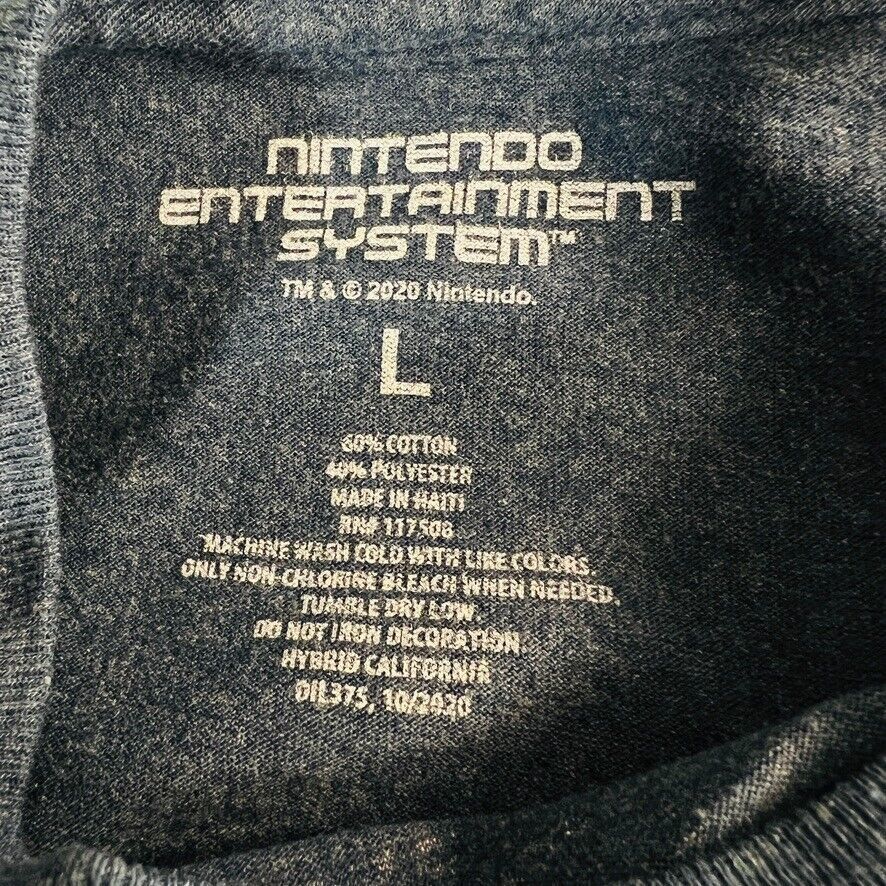 NINTENDO
ENTERTAINMENT
SYSTEM™
TM & © 2020 Nintendo.
L
60% COTTON
40% POLYESTER
MADE IN HAITI
RN# 117508
MACHINE WASH COLD WITH LIKE COLORS.
ONLY NON-CHLORINE BLEACH WHEN NEEDED.
TUMBLE DRY LOW.
DO NOT IRON DECORATION.
HYBRID CALIFORNIA
OIL375, 10/2020